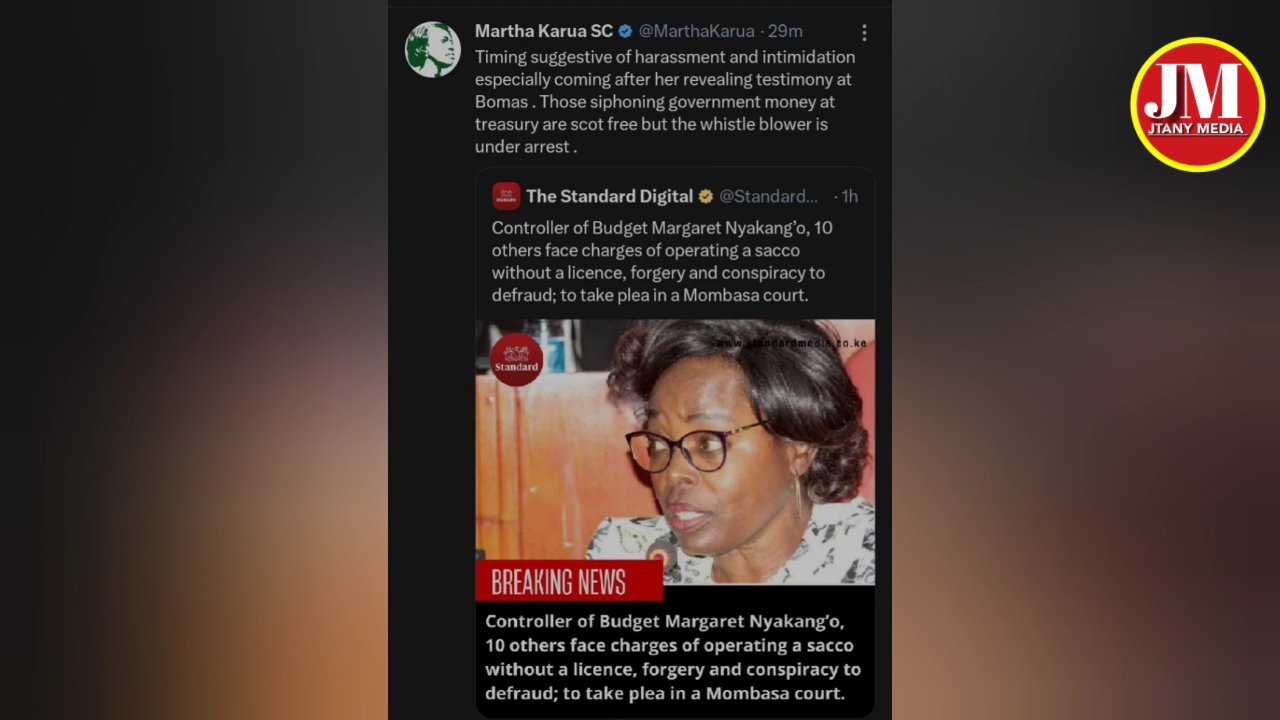 Martha Karua SC @MarthaKarua · 29m
Timing suggestive of harassment and intimidation
especially coming after her revealing testimony at
Bomas . Those siphoning government money at
treasury are scot free but the whistle blower is
under arrest .
The Standard Digital @Standard... · 1h
Controller of Budget Margaret Nyakang’o, 10
others face charges of operating a sacco
without a licence, forgery and conspiracy to
defraud; to take plea in a Mombasa court.
www.standardmedia.co.ke
Standard
BREAKING NEWS
Controller of Budget Margaret Nyakang’o,
10 others face charges of operating a sacco
without a licence, forgery and conspiracy to
defraud; to take plea in a Mombasa court.
JM
JTANY MEDIA